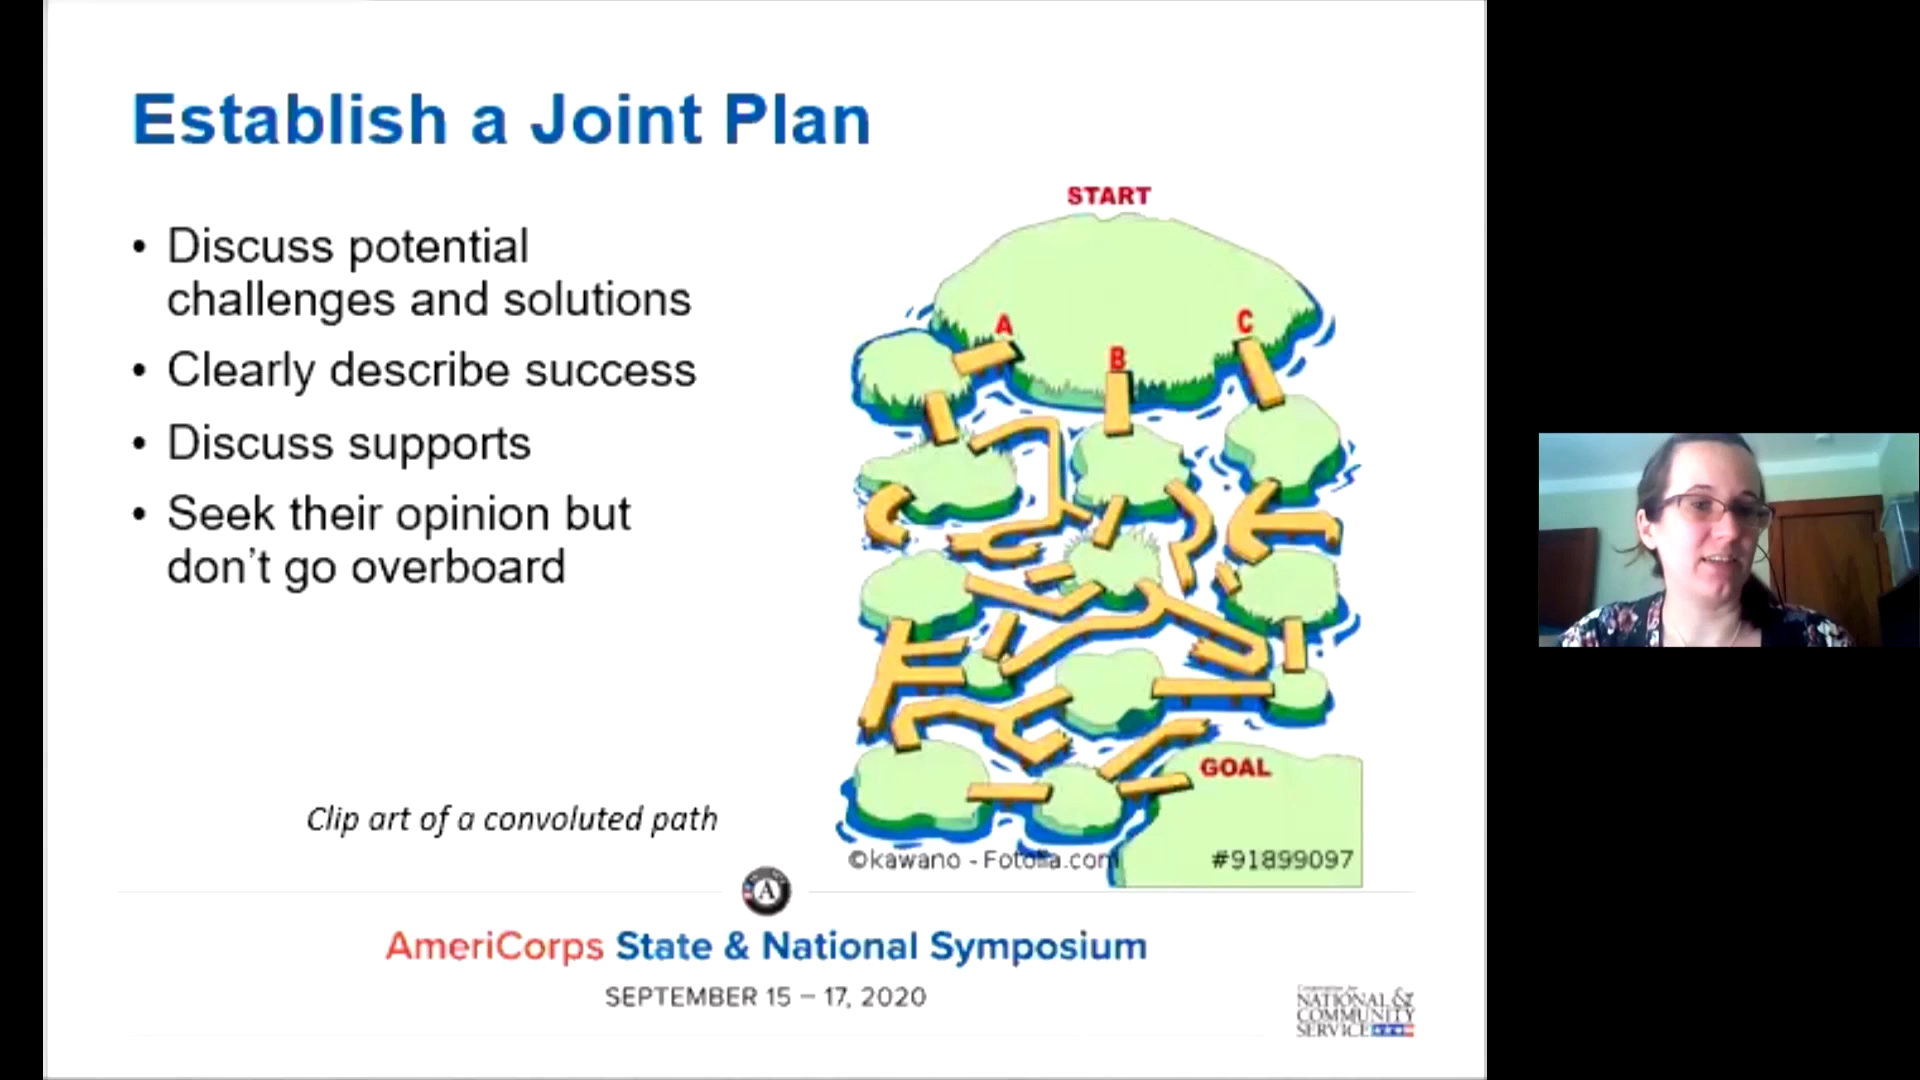 Establish a Joint Plan
• Discuss potential
challenges and solutions
• Clearly describe success
• Discuss supports
• Seek their opinion but
don't go overboard
START
A
B
C
GOAL
©kawano - Fotolia.com
#91899097
Clip art of a convoluted path
A
AmeriCorps State & National Symposium
SEPTEMBER 15 – 17, 2020
Corporation for
NATIONAL &
COMMUNITY
SERVICE